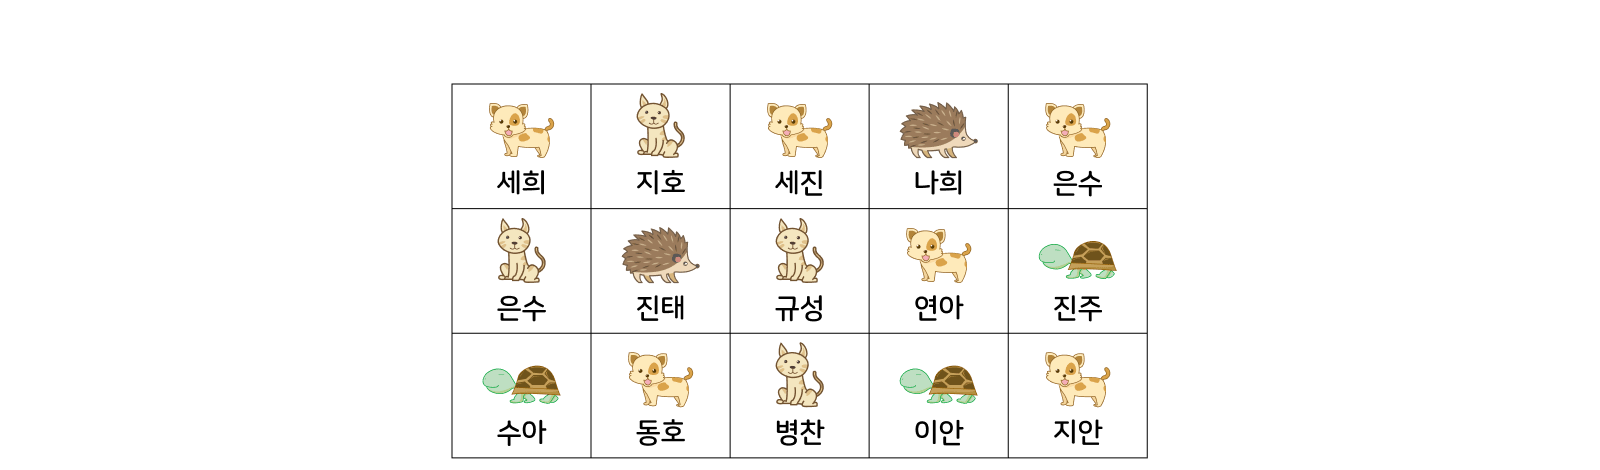 세희 지호 세진 나희 은수
은수 진태 규성 연아 진주
수아 동호 병찬 이안 지안